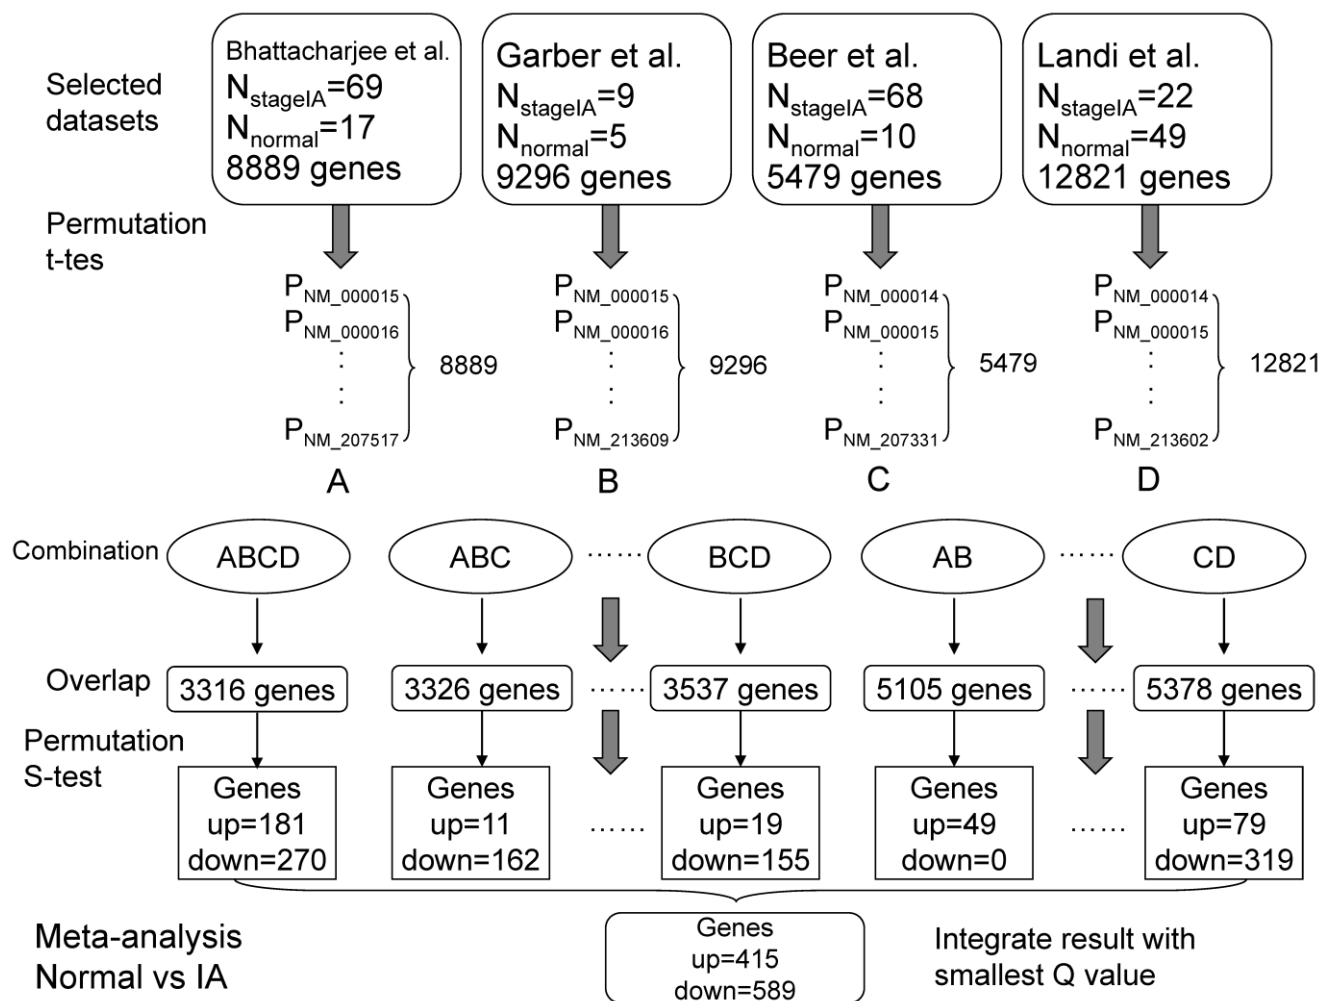 Selected
datasets
Bhattacharjee et al.
NstageIA=69
Nnormal=17
8889 genes
Garber et al.
NstageIA=9
Nnormal=5
9296 genes
Beer et al.
NstageIA=68
Nnormal=10
5479 genes
Landi et al.
NstageIA=22
Nnormal=49
12821 genes
Permutation
t-tes
PNM_000015
PNM_000016
PNM_207517
8889
A
PNM_000015
PNM_000016
PNM_213609
9296
B
PNM_000014
PNM_000015
PNM_207331
5479
C
PNM_000014
PNM_000015
PNM_213602
12821
D
Combination
ABCD
ABC
......
BCD
AB
......
CD
Overlap
3316 genes
3326 genes
......
3537 genes
5105 genes
......
5378 genes
Permutation
S-test
Genes
up=181
down=270
Genes
up=11
down=162
......
Genes
up=19
down=155
Genes
up=49
down=0
......
Genes
up=79
down=319
Meta-analysis
Normal vs IA
Genes
up=415
down=589
Integrate result with
smallest Q value